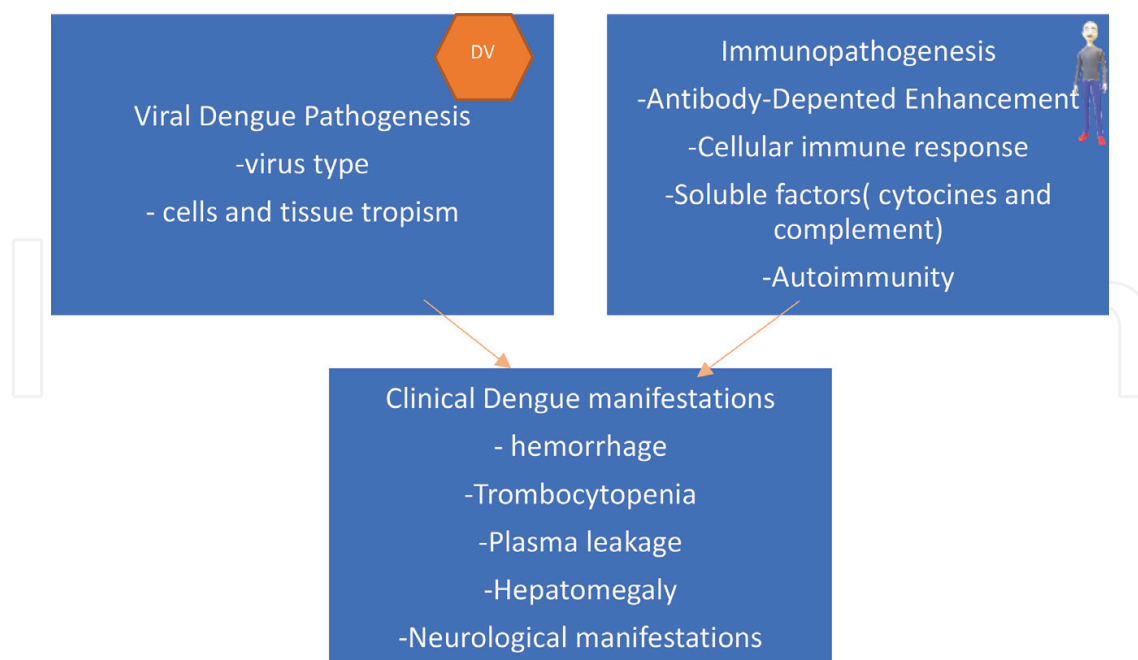 DV
Viral Dengue Pathogenesis
-virus type
- cells and tissue tropism
Immunopathogenesis
-Antibody-Depented Enhancement
-Cellular immune response
-Soluble factors( cytocines and
complement)
-Autoimmunity
Clinical Dengue manifestations
- hemorrhage
-Trombocytopenia
-Plasma leakage
-Hepatomegaly
-Neurological manifestations